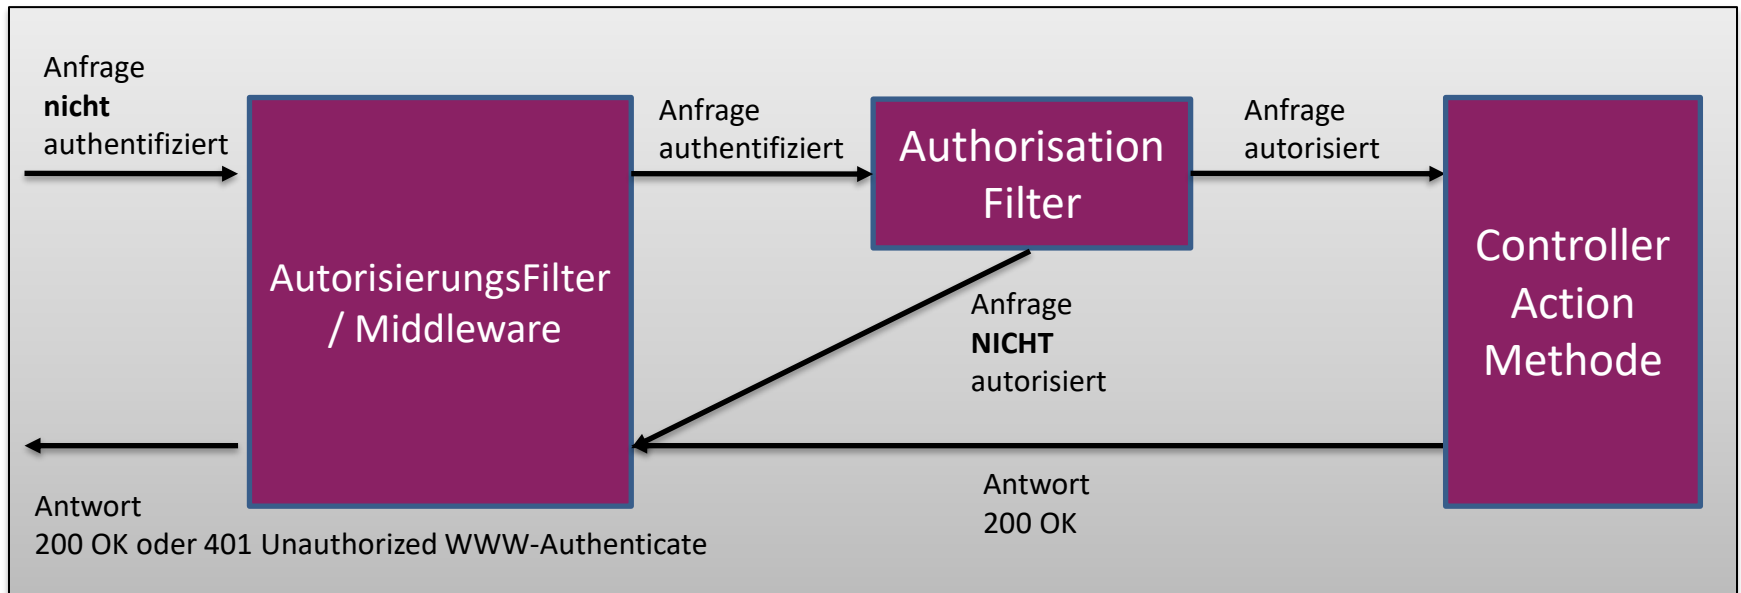 Anfrage
nicht
authentifiziert
AutorisierungsFilter
/ Middleware
Anfrage
authentifiziert
Authorisation
Filter
Anfrage
autorisiert
Controller
Action
Methode
Anfrage
NICHT
autorisiert
Antwort
200 OK
Antwort
200 OK oder 401 Unauthorized WWW-Authenticate